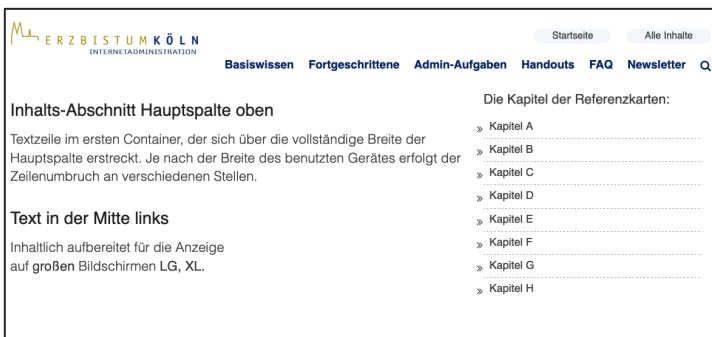 ERZBISTUM KÖLN
INTERNETADMINISTRATION
Startseite
Alle Inhalte
Basiswissen Fortgeschrittene Admin-Aufgaben Handouts FAQ Newsletter
Inhalts-Abschnitt Hauptspalte oben
Textzeile im ersten Container, der sich über die vollständige Breite der
Hauptspalte erstreckt. Je nach der Breite des benutzten Gerätes erfolgt der
Zeilenumbruch an verschiedenen Stellen.
Text in der Mitte links
Inhaltlich aufbereitet für die Anzeige
auf großen Bildschirmen LG, XL.
Die Kapitel der Referenzkarten:
» Kapitel A
» Kapitel B
» Kapitel C
» Kapitel D
» Kapitel E
» Kapitel F
» Kapitel G
» Kapitel H